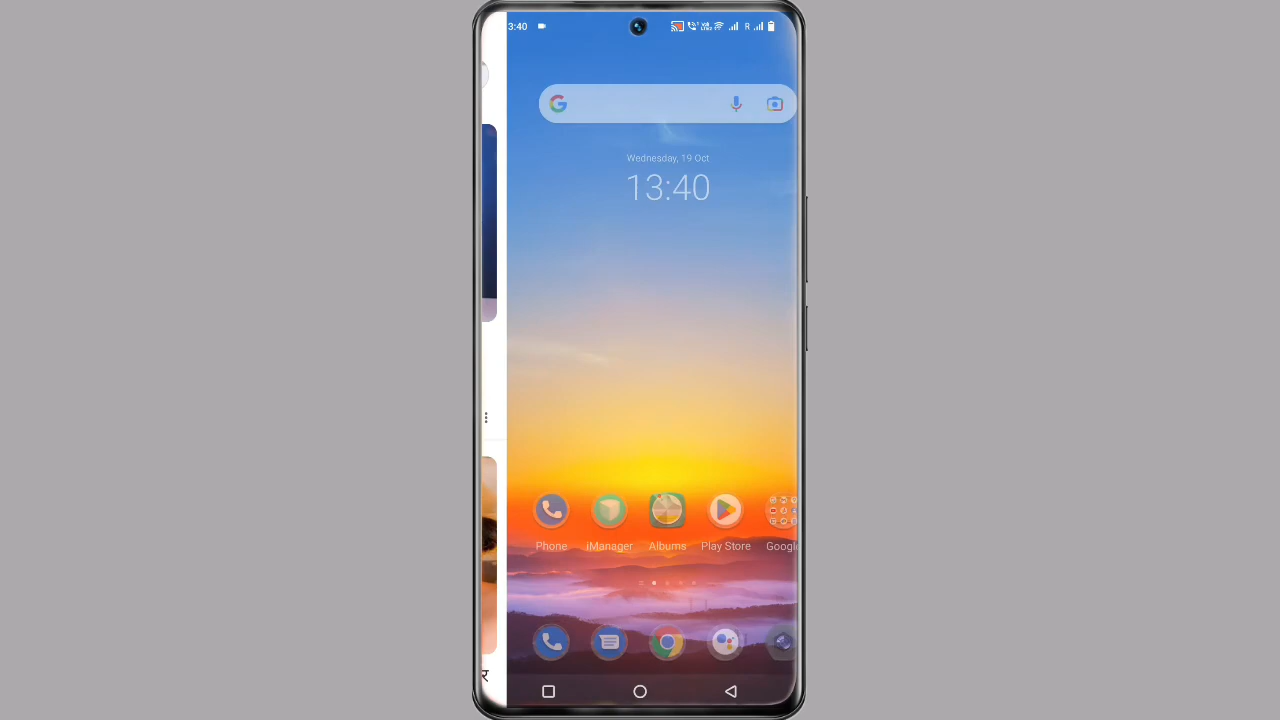 3:40
R
Wednesday, 19 Oct
13:40
Phone
iManager
Albums
Play Store
Googl
र